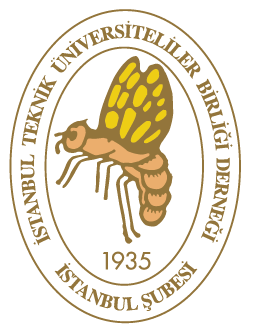 İSTANBUL TEKNİK ÜNİVERSİTELİLER BİRLİĞİ DERNEĞİ
1935
İSTANBUL ŞUBESİ